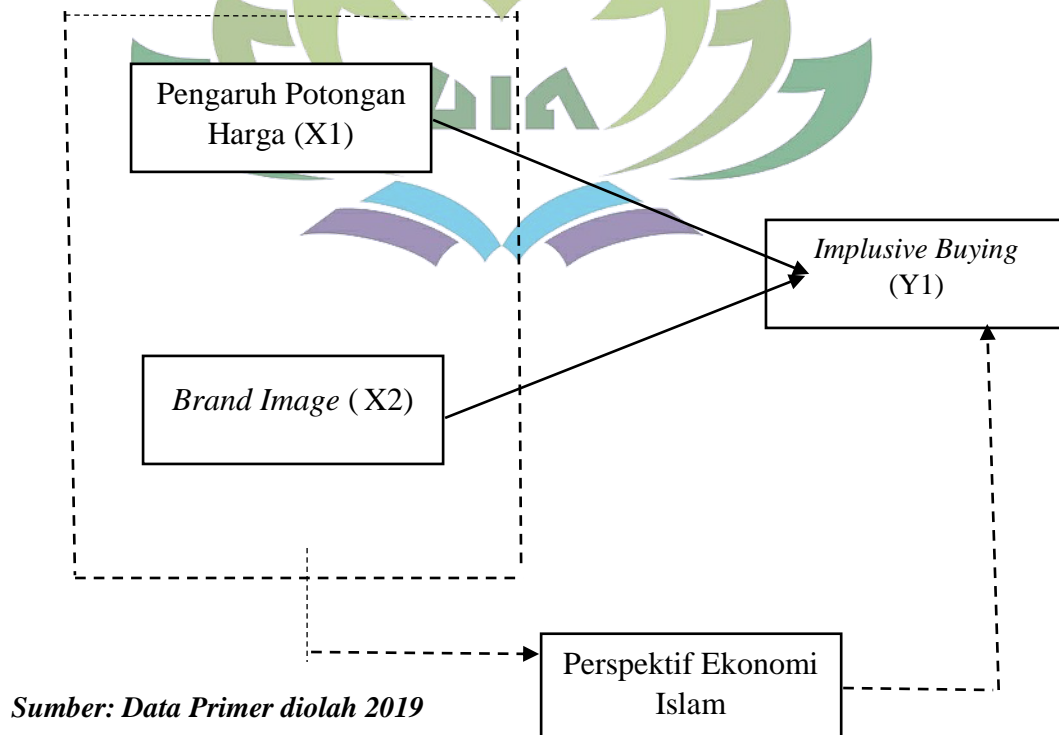 Pengaruh Potongan
Harga (X1)
Implusive Buying
(Y1)
Brand Image ( X2)
Perspektif Ekonomi
Islam
Sumber: Data Primer diolah 2019